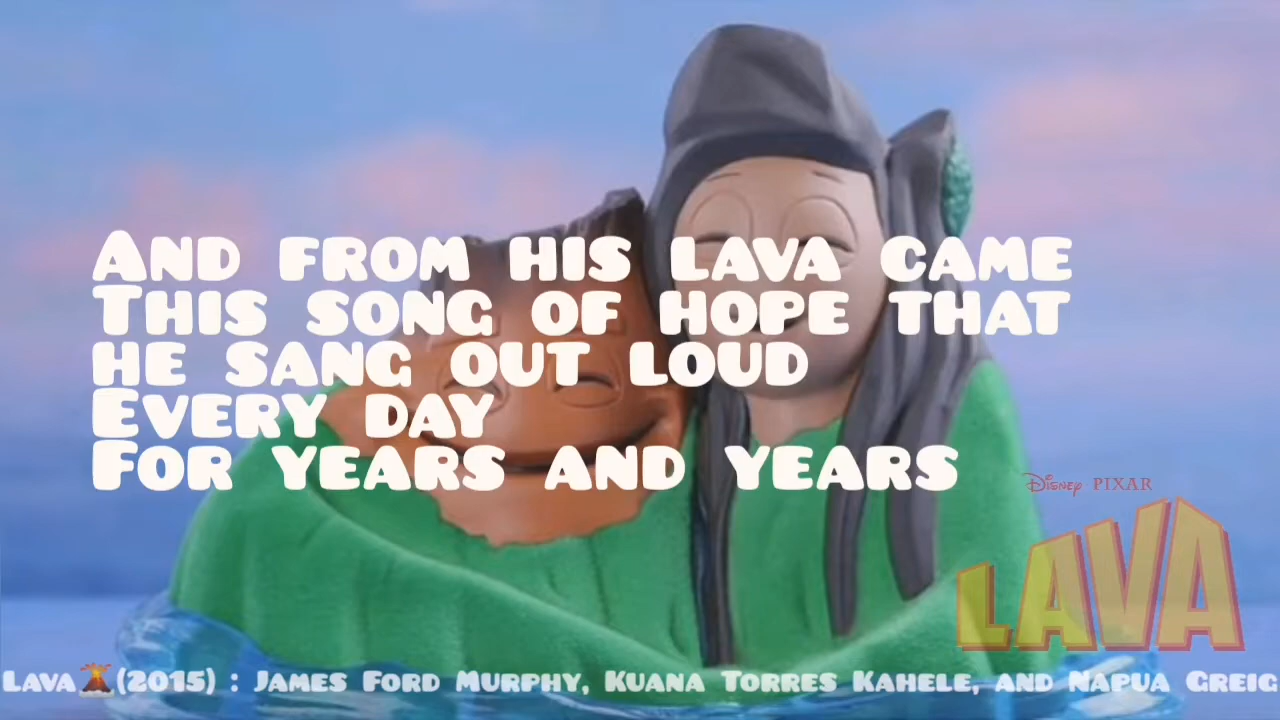 And from his lava came
This song of hope that
he sang out loud
Every day
For years and years
Disney PIXAR
LAVA
Lava🌋(2015) : James Ford Murphy, Kuana Torres Kahele, and Napua Greig